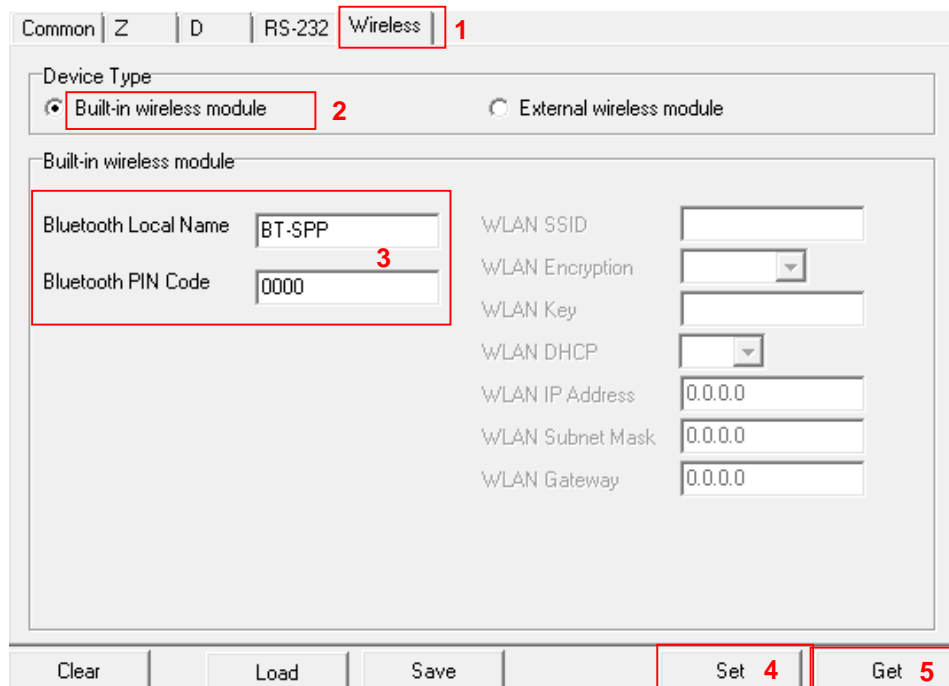 Common Z D RS-232 Wireless 1
Device Type
Built-in wireless module 2 External wireless module
Built-in wireless module
Bluetooth Local Name BT-SPP 3
Bluetooth PIN Code 0000
WLAN SSID
WLAN Encryption
WLAN Key
WLAN DHCP
WLAN IP Address 0.0.0.0
WLAN Subnet Mask 0.0.0.0
WLAN Gateway 0.0.0.0
Clear Load Save Set 4 Get 5